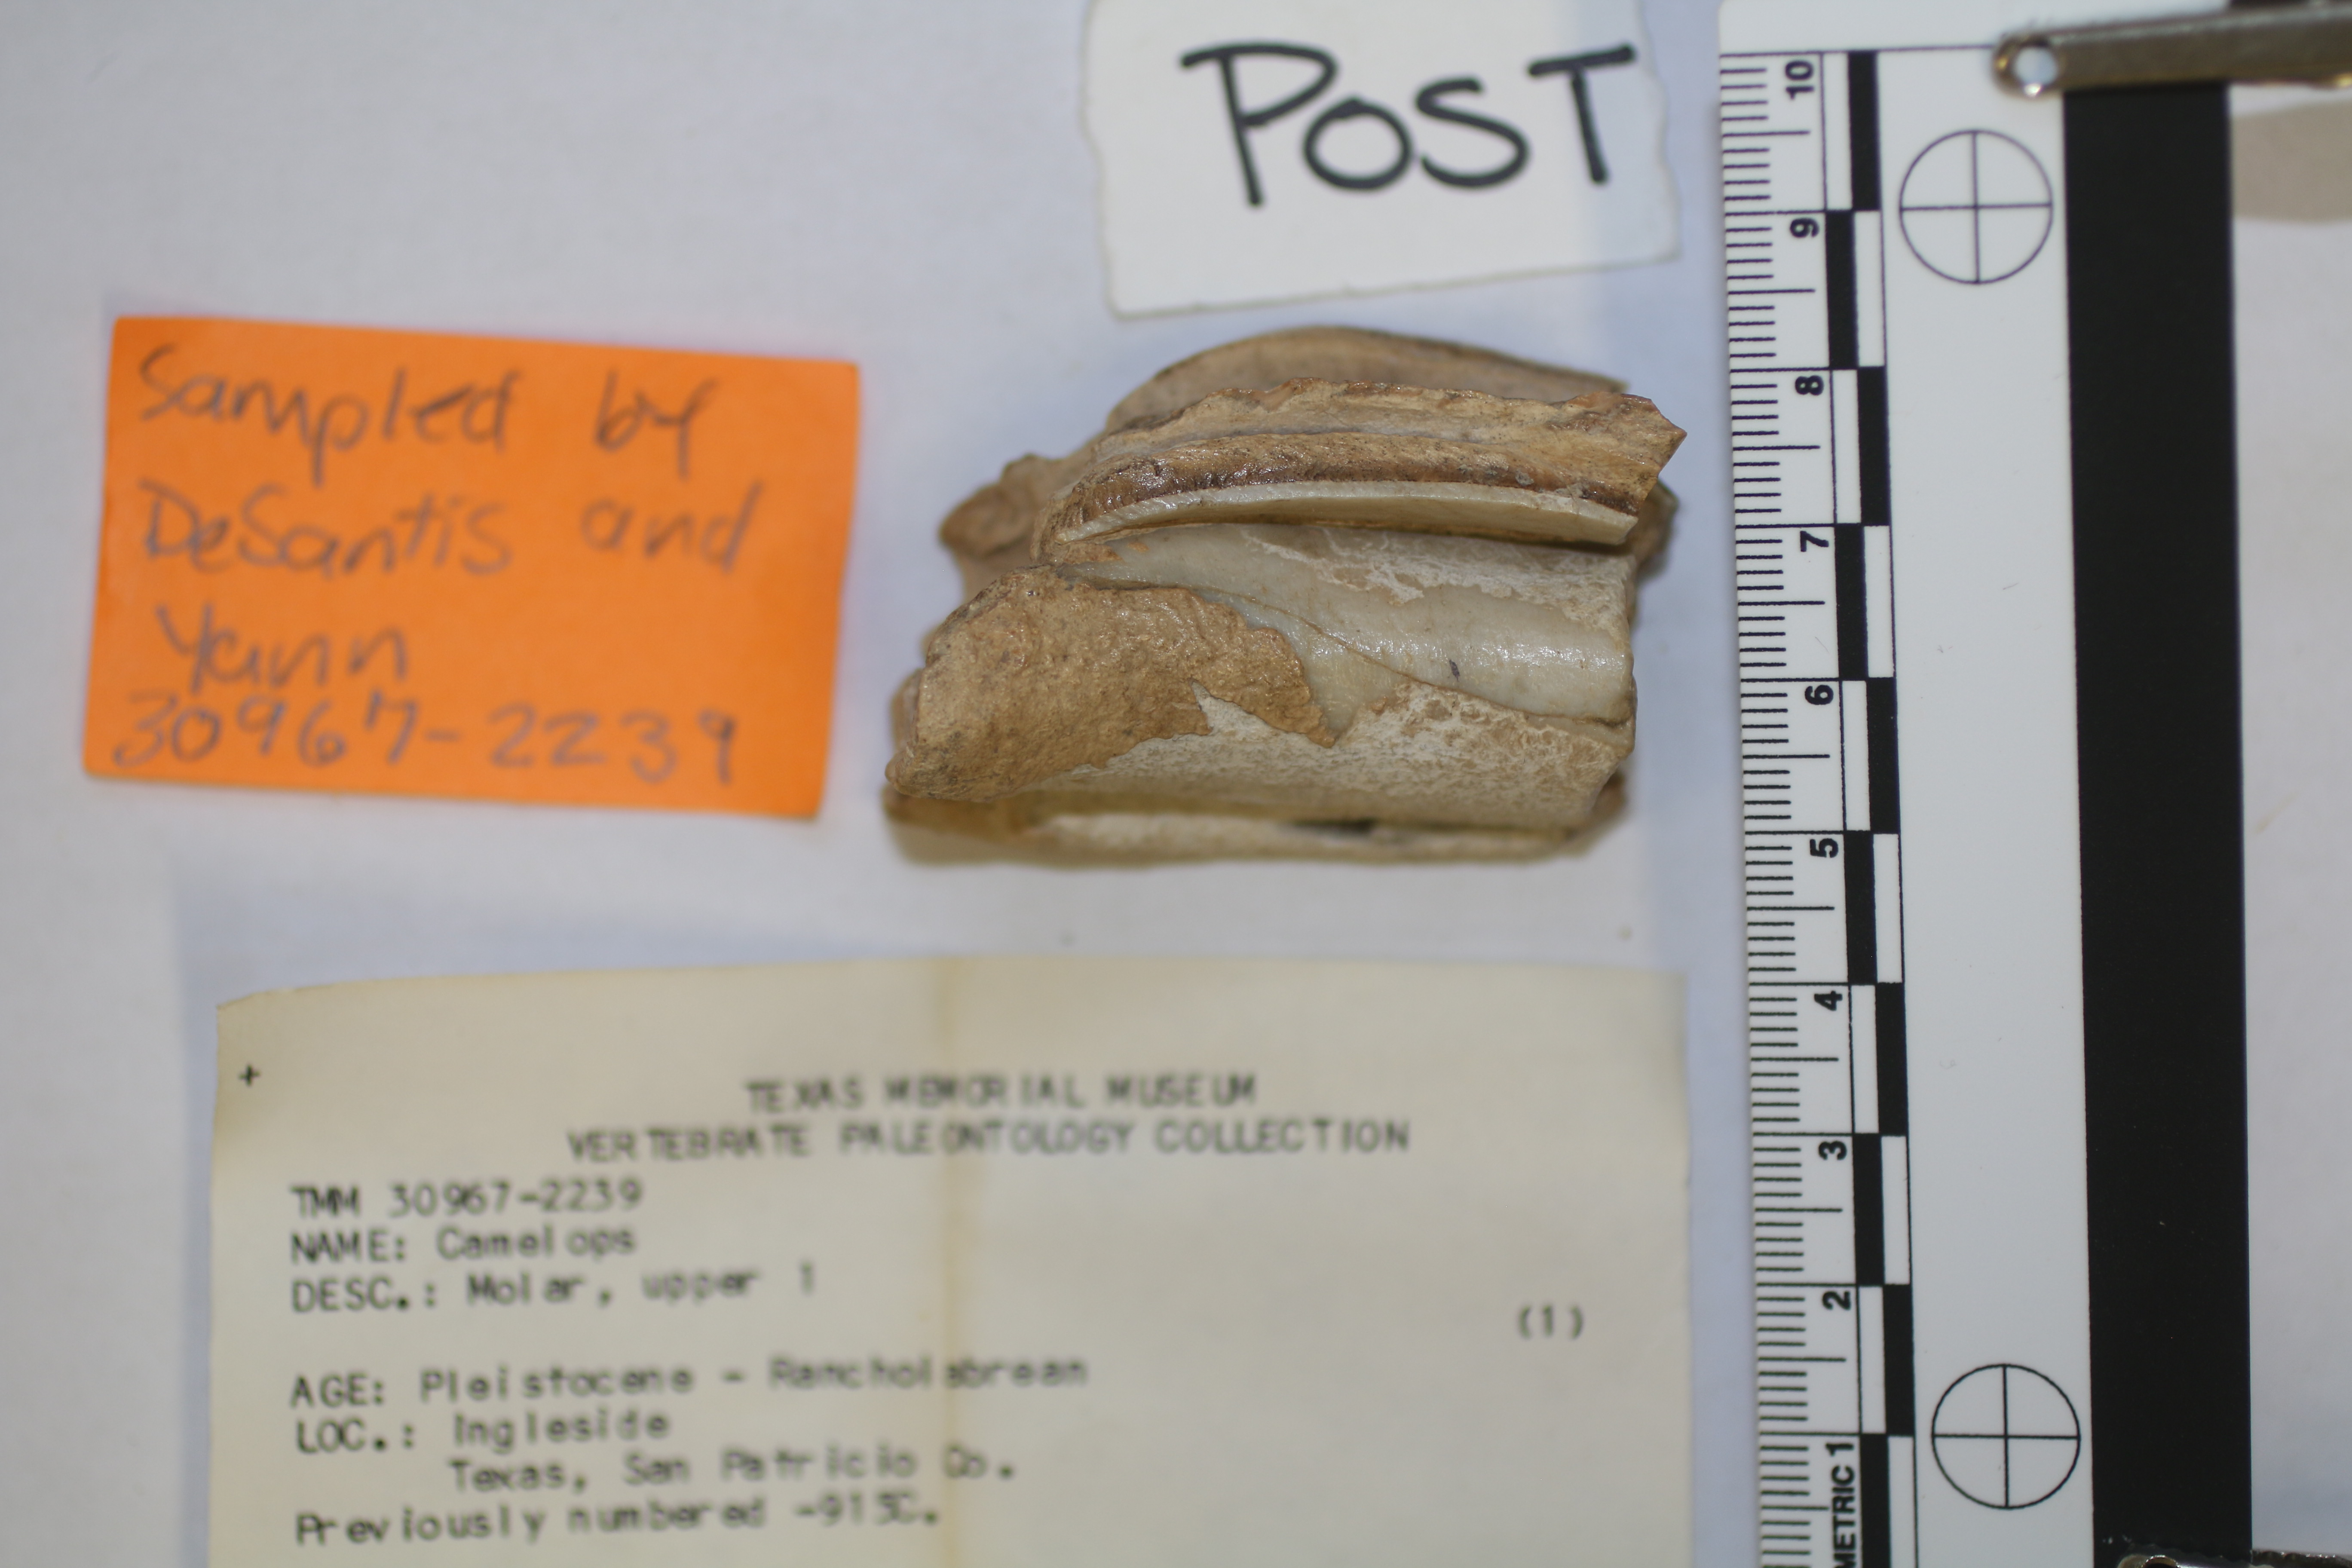 POST
Sampled by
DeSantis and
Yann
30967-2239
+
TEXAS MEMORIAL MUSEUM
VERTEBRATE PALEONTOLOGY COLLECTION
TMM 30967-2239
NAME: Camelops
DESC.: Molar, upper 1
(1)
AGE: Pleistocene - Rancholabrean
LOC.: Ingleside
Texas, San Patricio Co.
Previously numbered -913C.
10
9
8
7
6
5
4
3
2
METRIC 1